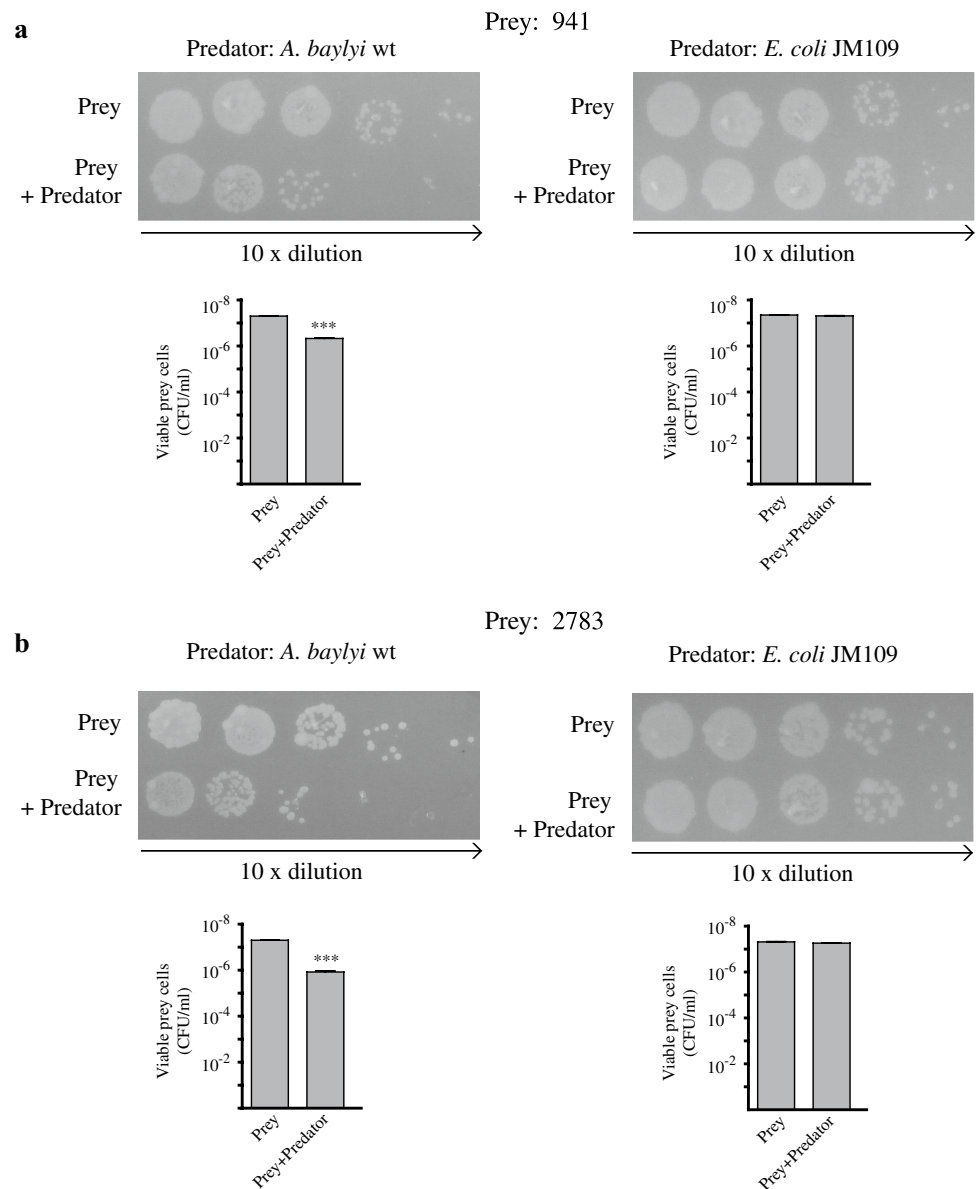 a
Prey: 941
Predator: A. baylyi wt
Predator: E. coli JM109
Prey
Prey
+ Predator
10 x dilution
Prey
Prey
+ Predator
10 x dilution
Viable prey cells
(CFU/ml)
10-8
10-6
10-4
10-2
***
Prey
Prey+Predator
Viable prey cells
(CFU/ml)
10-8
10-6
10-4
10-2
Prey
Prey+Predator
b
Prey: 2783
Predator: A. baylyi wt
Predator: E. coli JM109
Prey
Prey
+ Predator
10 x dilution
Prey
Prey
+ Predator
10 x dilution
Viable prey cells
(CFU/ml)
10-8
10-6
10-4
10-2
***
Prey
Prey+Predator
Viable prey cells
(CFU/ml)
10-8
10-6
10-4
10-2
Prey
Prey+Predator